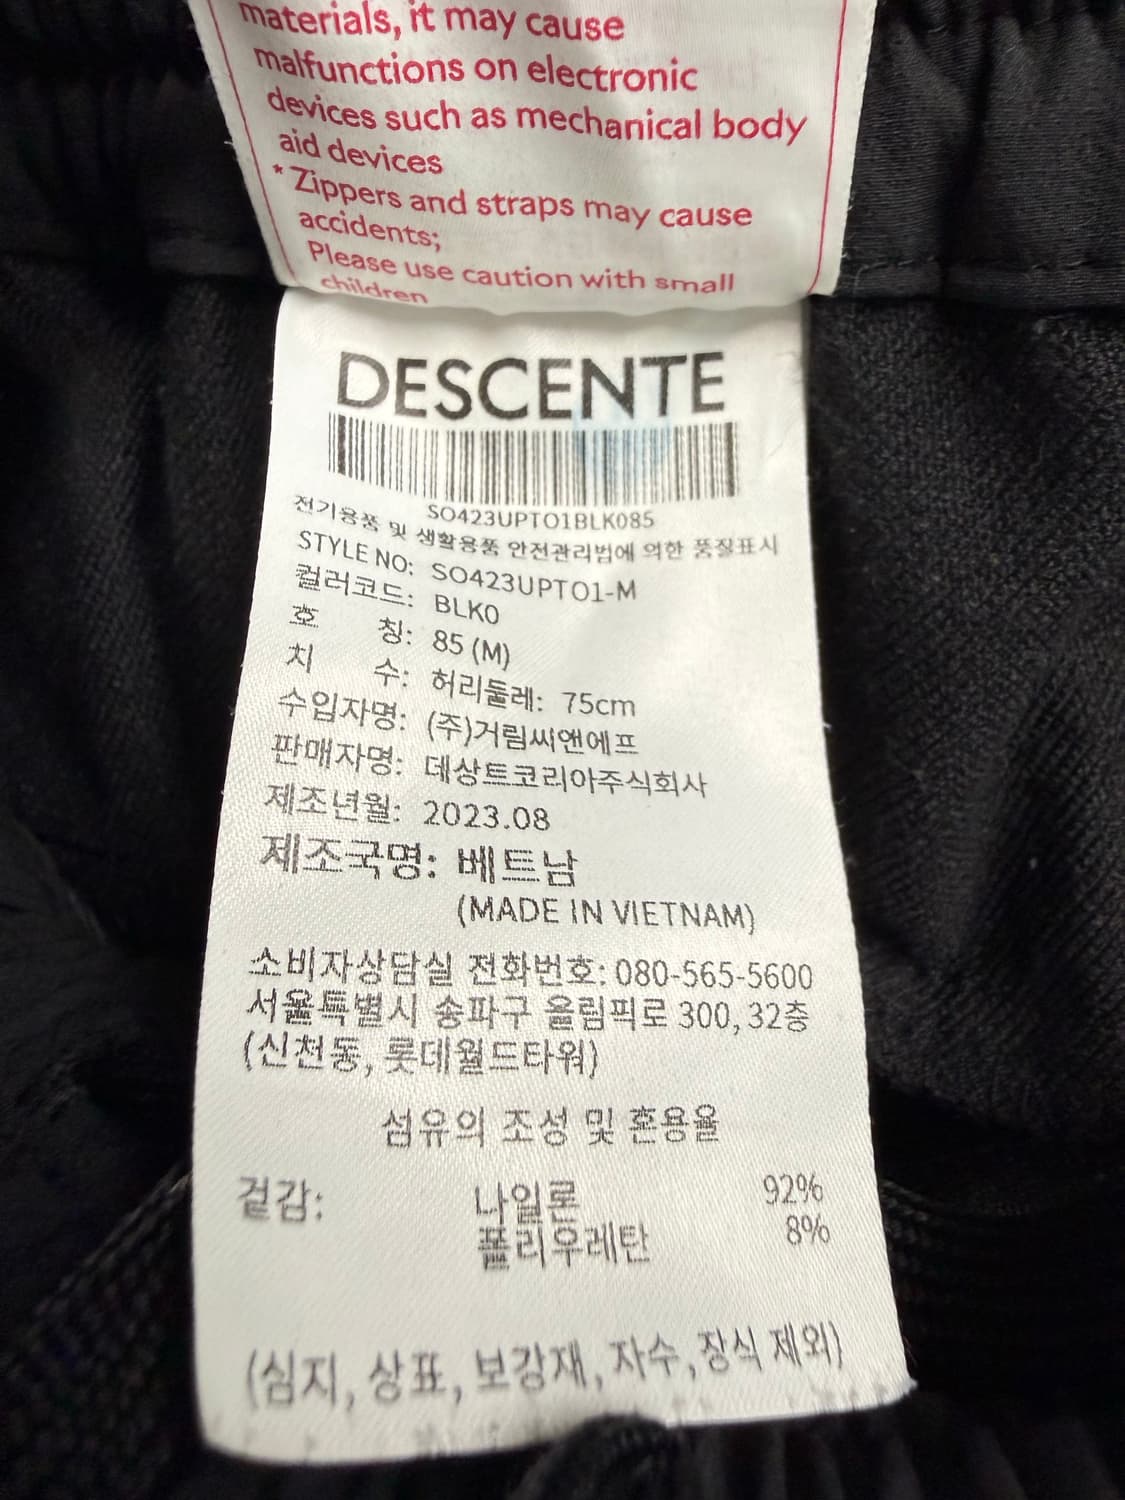 materials, it may cause
malfunctions on electronic
devices such as mechanical body
aid devices
* Zippers and straps may cause
accidents;
Please use caution with small
children
DESCENTE
SO423UPTO1BLK085
전기용품 및 생활용품 안전관리법에 의한 품질표시
STYLE NO: SO423UPTO1-M
컬러코드: BLK0
호 칭: 85 (M)
치 수: 허리둘레: 75cm
수입자명: (주)거림씨앤에프
판매자명: 데상트코리아주식회사
제조년월: 2023.08
제조국명: 베트남
(MADE IN VIETNAM)
소비자상담실 전화번호: 080-565-5600
서울특별시 송파구 올림픽로 300, 32층
(신천동, 롯데월드타워)
섬유의 조성 및 혼용율
겉감: 나일론 92%
폴리우레탄 8%
(심지, 상표, 보강재, 자수, 장식 제외)